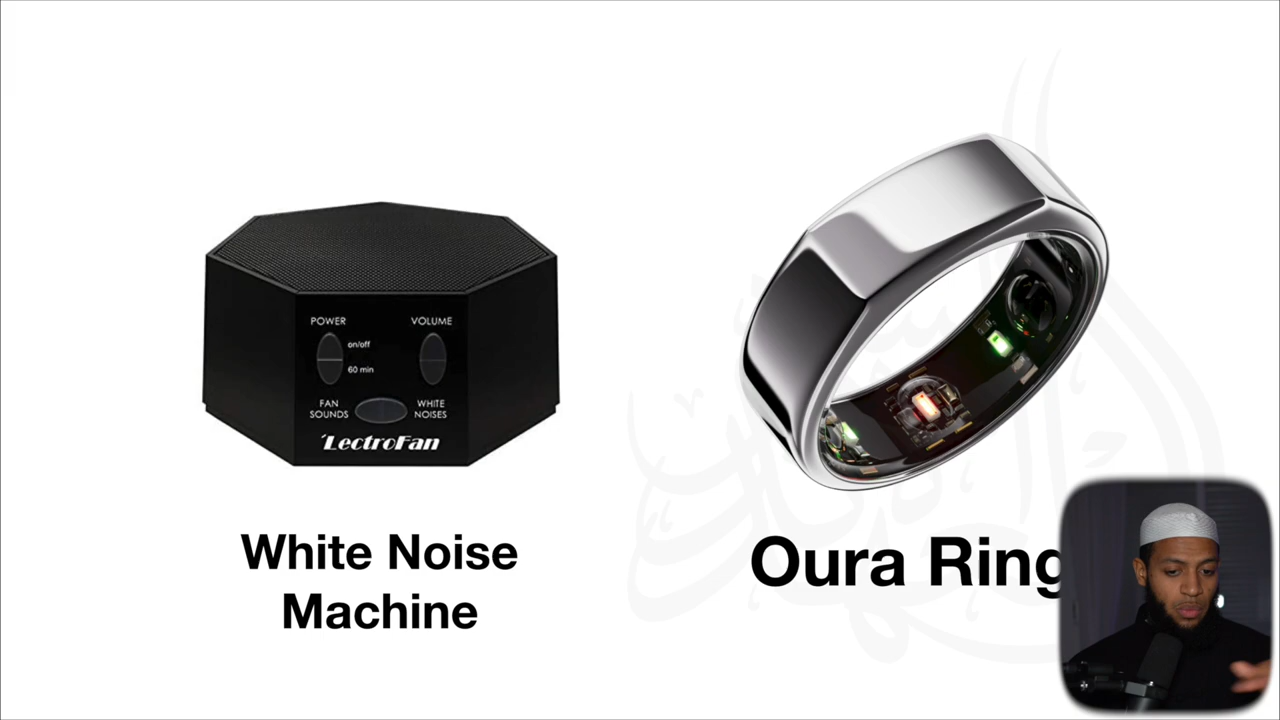 POWER
VOLUME
on/off
60 min
FAN
SOUNDS
WHITE
NOISES
LectroFan
White Noise
Machine
Oura Ring